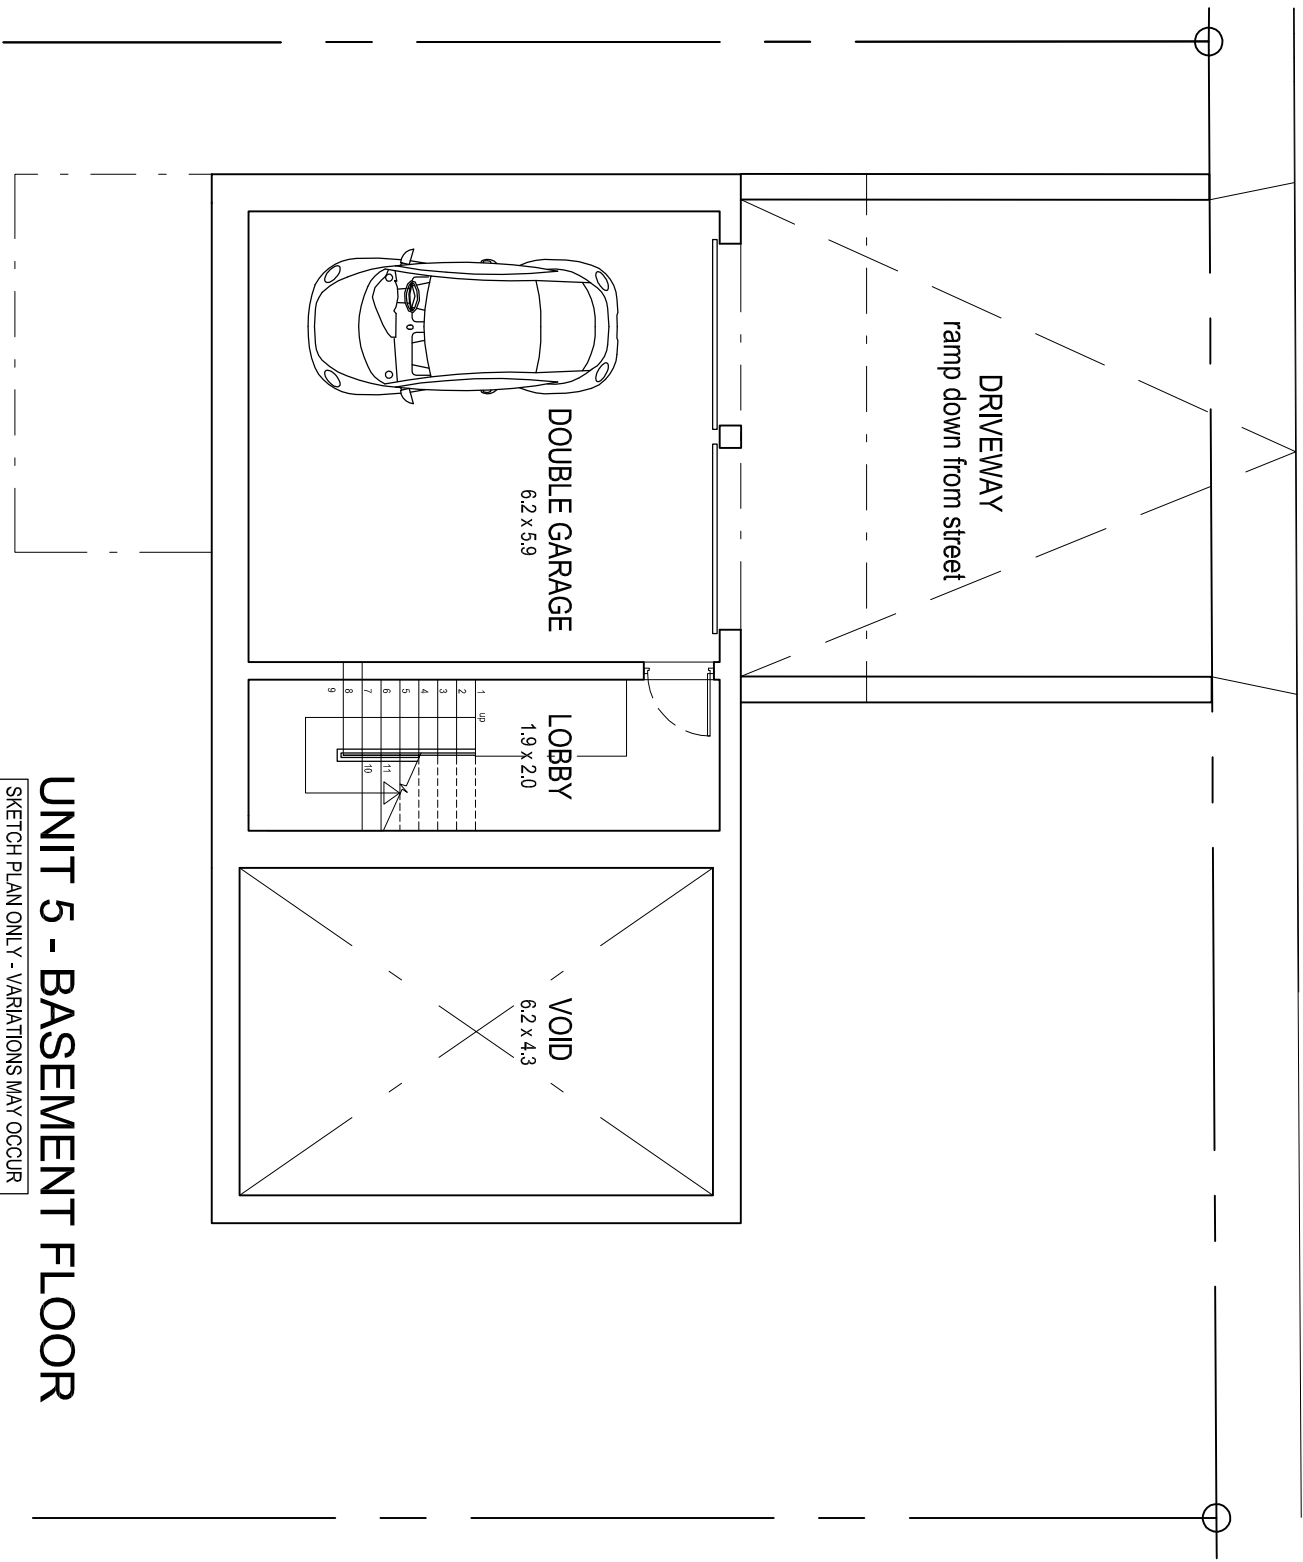 DRIVEWAY
ramp down from street
DOUBLE GARAGE
6.2 x 5.9
LOBBY
1.9 x 2.0
VOID
6.2 x 4.3
1
up
2
3
4
5
6
7
8
9
10
11
UNIT 5 - BASEMENT FLOOR
SKETCH PLAN ONLY - VARIATIONS MAY OCCUR